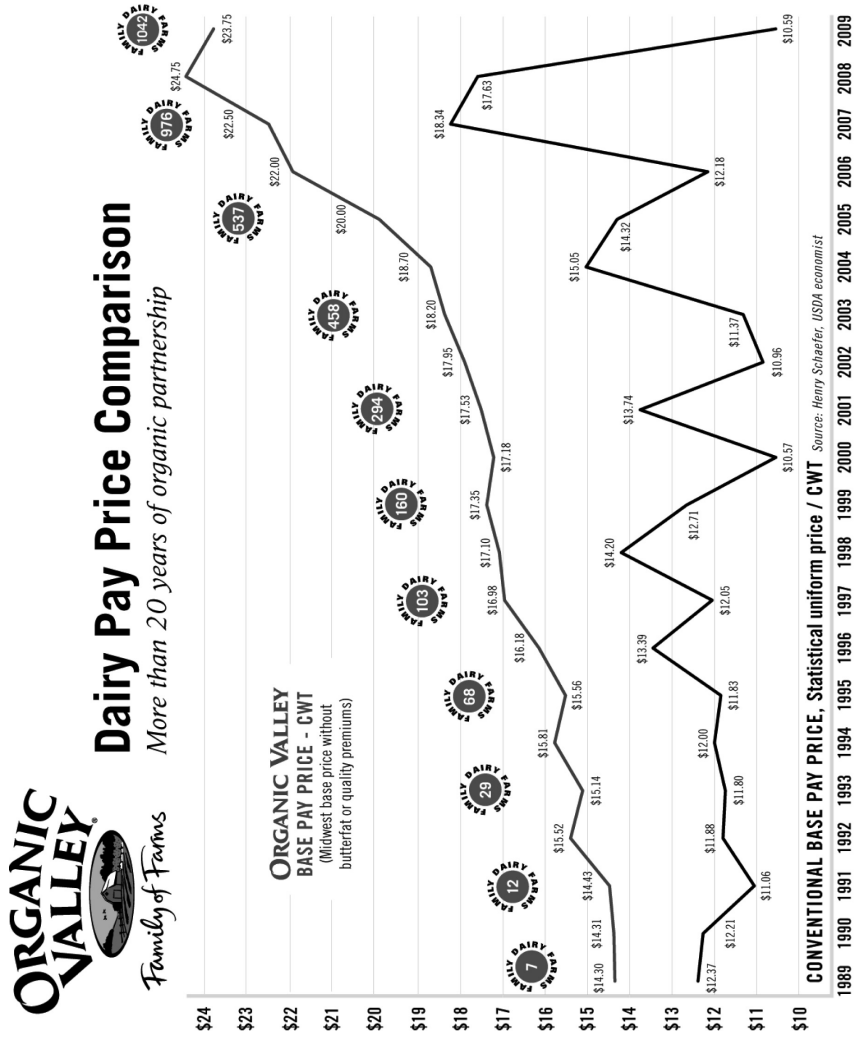 ORGANIC
VALLEY®
Family of Farms
Dairy Pay Price Comparison
More than 20 years of organic partnership
ORGANIC VALLEY
BASE PAY PRICE - CWT
(Midwest base price without
butterfat or quality premiums)
7 FAMILY DAIRY FARMS
12 FAMILY DAIRY FARMS
29 FAMILY DAIRY FARMS
68 FAMILY DAIRY FARMS
103 FAMILY DAIRY FARMS
160 FAMILY DAIRY FARMS
294 FAMILY DAIRY FARMS
458 FAMILY DAIRY FARMS
537 FAMILY DAIRY FARMS
976 FAMILY DAIRY FARMS
1042 FAMILY DAIRY FARMS
$24
$23
$22
$21
$20
$19
$18
$17
$16
$15
$14
$13
$12
$11
$10
$14.30 $14.31 $14.43 $15.52 $15.14 $15.81 $15.56 $16.18 $16.98 $17.10 $17.35 $17.18 $17.53 $17.95 $18.20 $18.70 $20.00 $22.00 $22.50 $24.75 $23.75
$12.37 $12.21 $11.06 $11.88 $11.80 $12.00 $11.83 $13.39 $12.05 $14.20 $12.71 $10.57 $13.74 $10.96 $11.37 $15.05 $14.32 $12.18 $18.34 $17.63 $10.59
CONVENTIONAL BASE PAY PRICE, Statistical uniform price / CWT Source: Henry Schaefer, USDA economist
1989 1990 1991 1992 1993 1994 1995 1996 1997 1998 1999 2000 2001 2002 2003 2004 2005 2006 2007 2008 2009